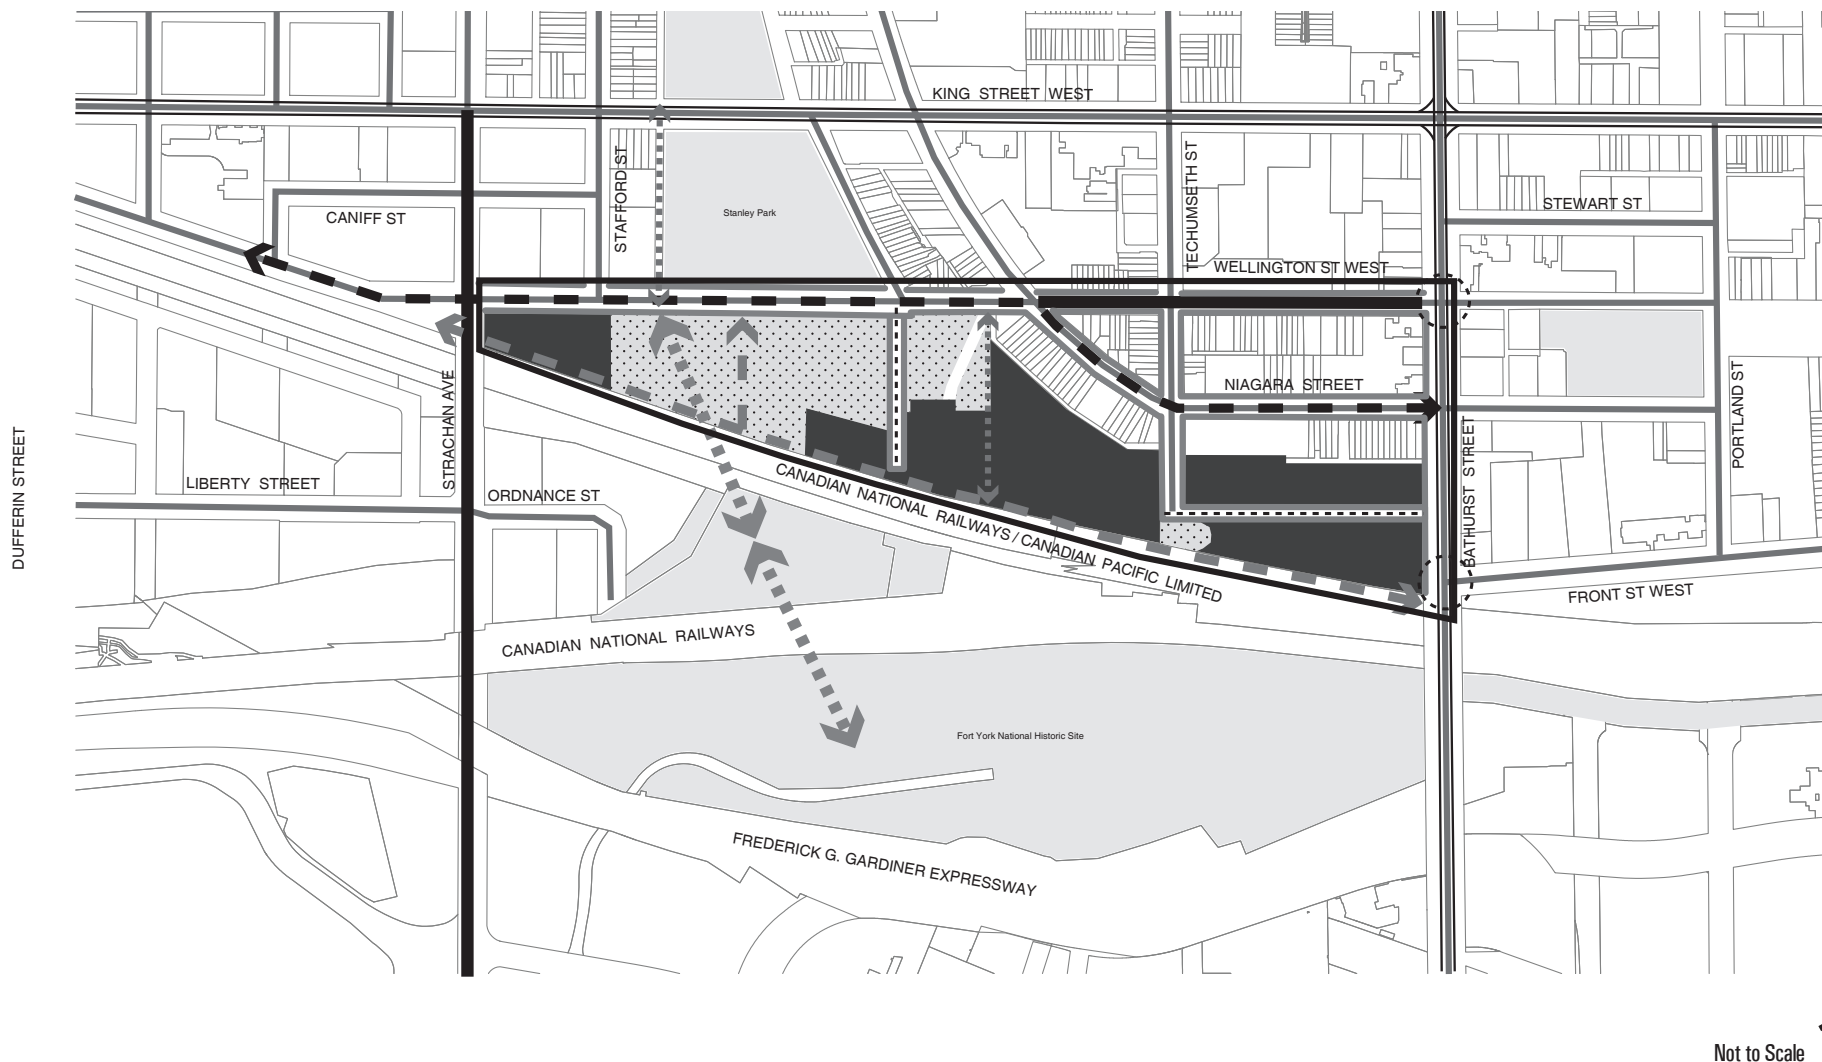 KING STREET WEST
STAFFORD ST
TECHUMSETH ST
STEWART ST
CANIFF ST
Stanley Park
WELLINGTON ST WEST
NIAGARA STREET
PORTLAND ST
STRACHAN AVE
DUFFERIN STREET
LIBERTY STREET
ORDNANCE ST
CANADIAN NATIONAL RAILWAYS / CANADIAN PACIFIC LIMITED
BATHURST STREET
FRONT ST WEST
CANADIAN NATIONAL RAILWAYS
Fort York National Historic Site
FREDERICK G. GARDINER EXPRESSWAY
Not to Scale